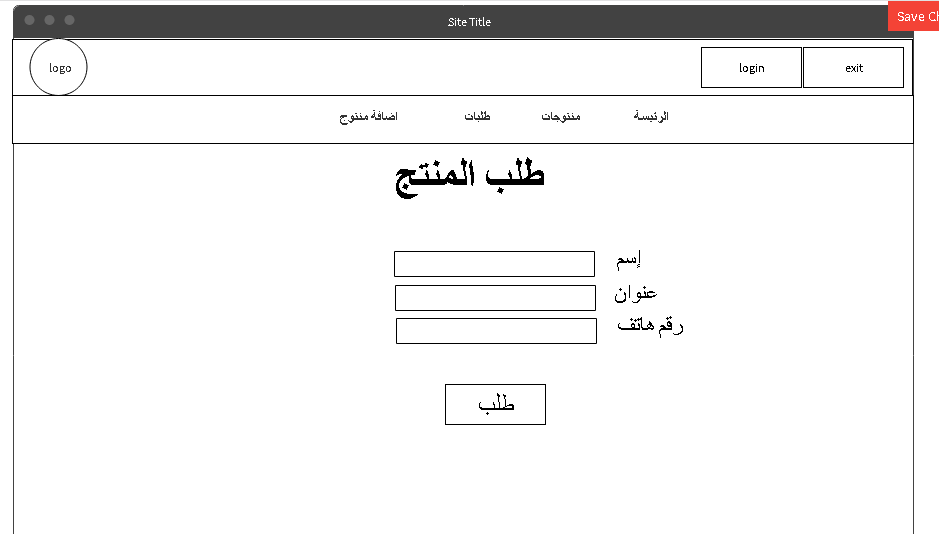 Site Title
Save Ch
logo
login
exit
الرئيسة منتوجات طلبات اضافة منتوج
طلب المنتج
إسم
عنوان
رقم هاتف
طلب